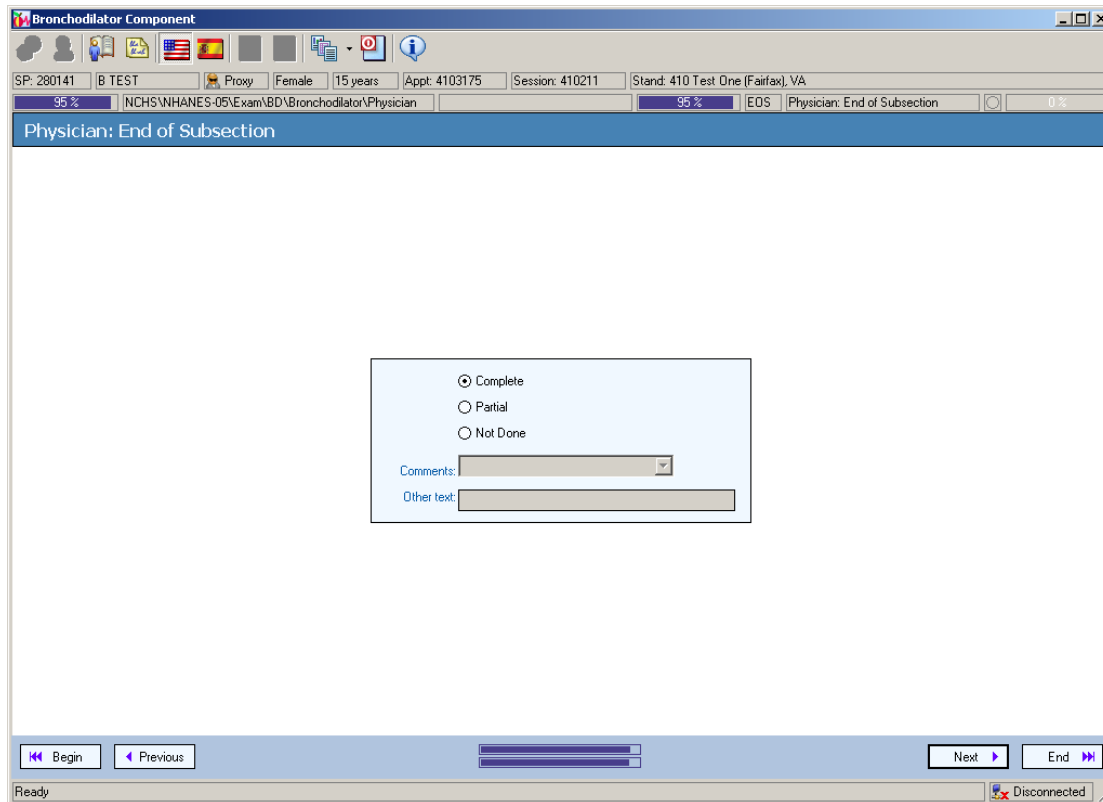 Bronchodilator Component
SP: 280141 B TEST Proxy Female 15 years Appt: 4103175 Session: 410211 Stand: 410 Test One (Fairfax), VA
95 % NCHS\NHANES-05\Exam\BD\Bronchodilator\Physician 95 % EOS Physician: End of Subsection 0 %
Physician: End of Subsection
Complete
Partial
Not Done
Comments:
Other text:
Begin Previous Next End
Ready Disconnected